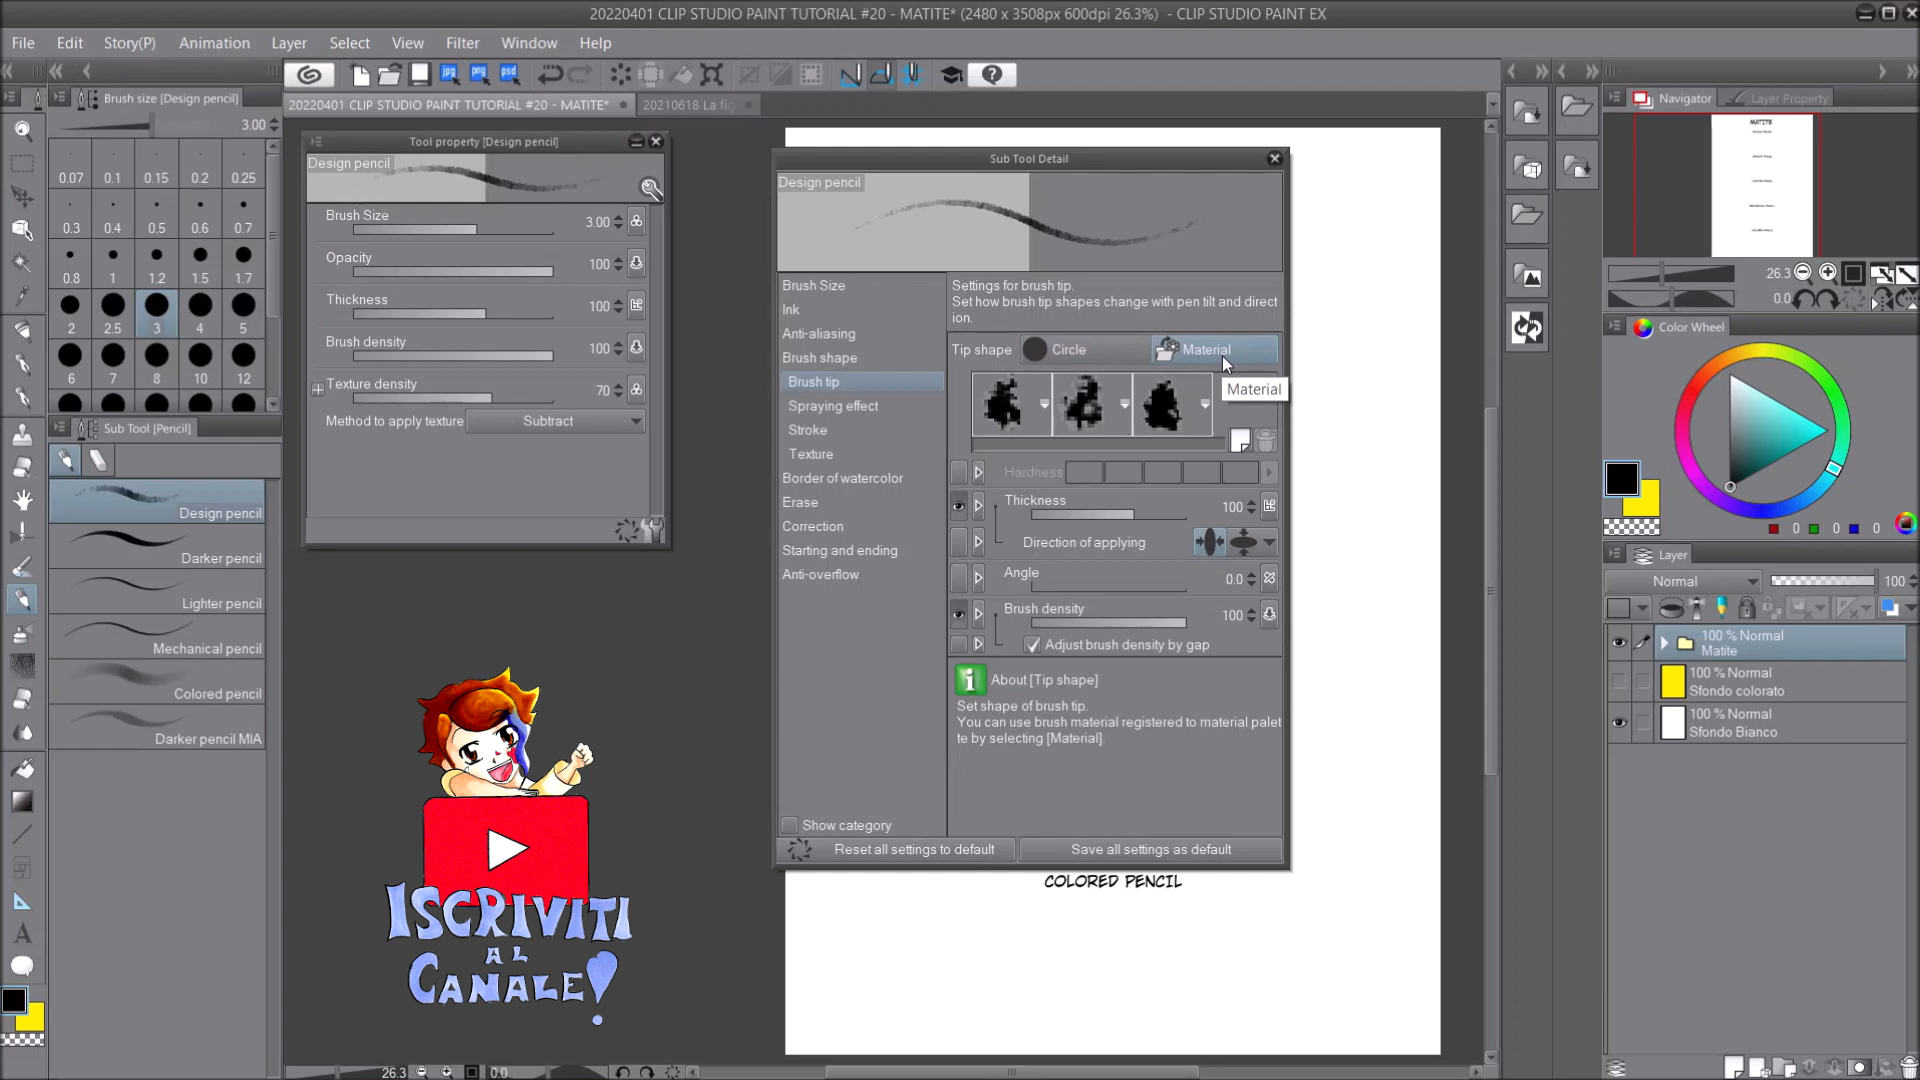 20220401 CLIP STUDIO PAINT TUTORIAL #20 - MATITE* (2480 x 3508px 600dpi 26.3%) - CLIP STUDIO PAINT EX
File Edit Story(P) Animation Layer Select View Filter Window Help
Brush size [Design pencil]
3.00
0.07 0.1 0.15 0.2 0.25
0.3 0.4 0.5 0.6 0.7
0.8 1 1.2 1.5 1.7
2 2.5 3 4 5
6 7 8 10 12
Sub Tool [Pencil]
Design pencil
Darker pencil
Lighter pencil
Mechanical pencil
Colored pencil
Darker pencil MIA
jpg png psd
20220401 CLIP STUDIO PAINT TUTORIAL #20 - MATITE* 20210618 La fig
Tool property [Design pencil]
Design pencil
Brush Size 3.00
Opacity 100
Thickness 100
Brush density 100
Texture density 70
Method to apply texture Subtract
Sub Tool Detail
Design pencil
Brush Size
Ink
Anti-aliasing
Brush shape
Brush tip
Spraying effect
Stroke
Texture
Border of watercolor
Erase
Correction
Starting and ending
Anti-overflow
Settings for brush tip.
Set how brush tip shapes change with pen tilt and direct
ion.
Tip shape Circle Material
Material
Hardness
Thickness 100
Direction of applying
Angle 0.0
Brush density 100
Adjust brush density by gap
About [Tip shape]
Set shape of brush tip.
You can use brush material registered to material palet
te by selecting [Material].
Show category
Reset all settings to default Save all settings as default
COLORED PENCIL
ISCRIVITI
AL
CANALE!
26.3 0.0
Navigator Layer Property
MATITE
26.3
0.0
Color Wheel
0 0 0
Layer
Normal 100
100 % Normal
Matite
100 % Normal
Sfondo colorato
100 % Normal
Sfondo Bianco